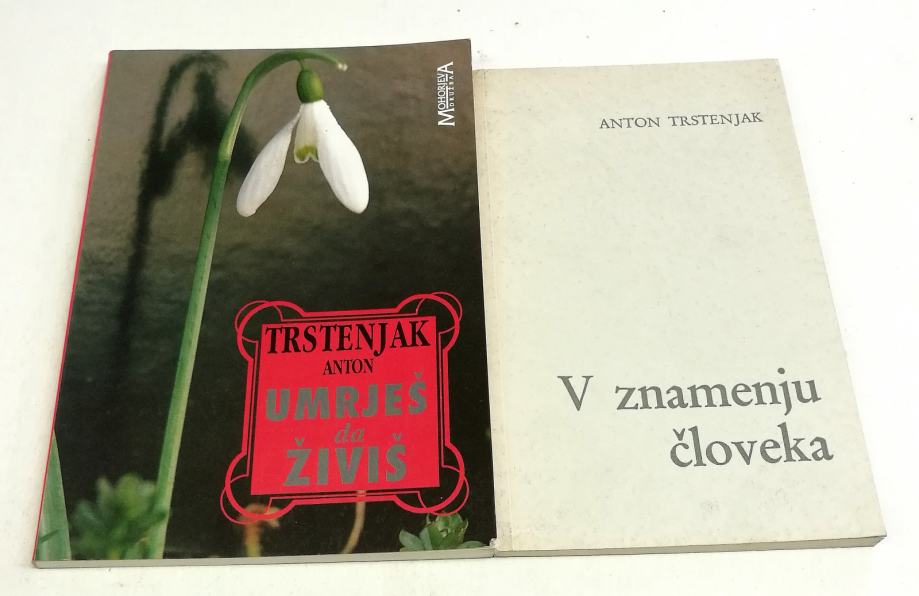 MOHORJEVA
DRUŽBA
TRSTENJAK
ANTON
UMRJEŠ
da
ŽIVIŠ
ANTON TRSTENJAK
V znamenju
človeka